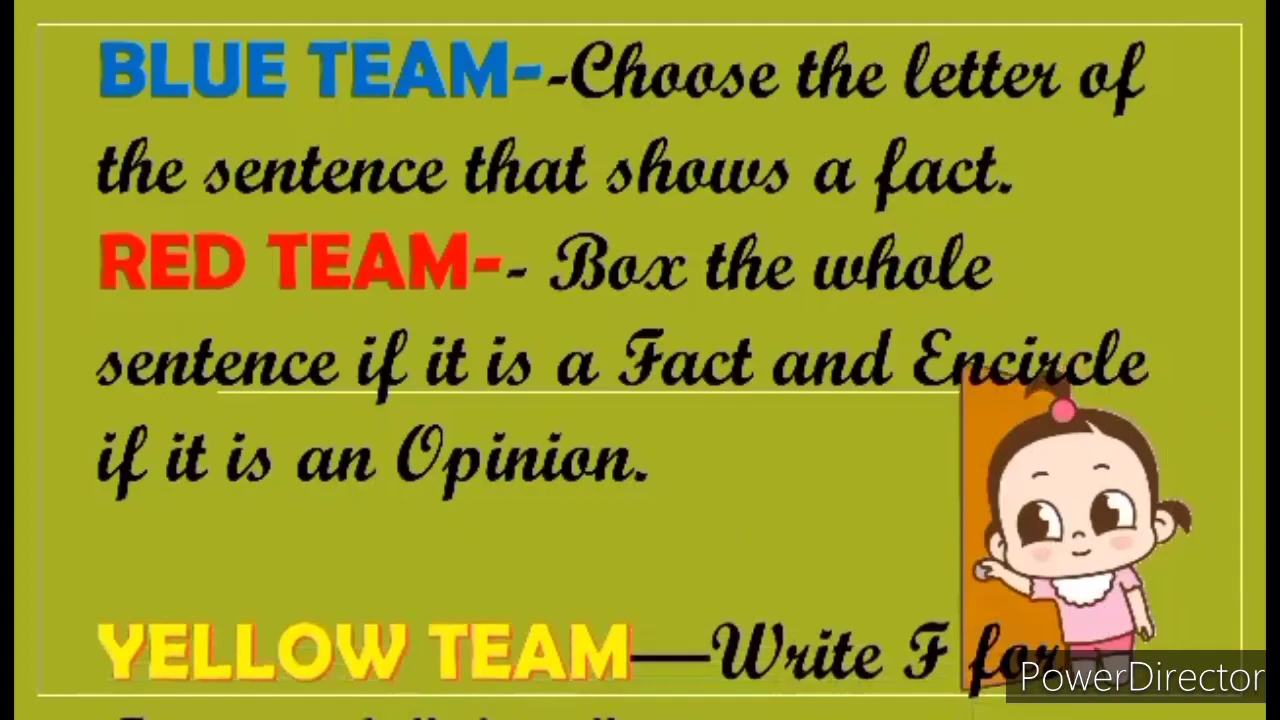 BLUE TEAM--Choose the letter of
the sentence that shows a fact.
RED TEAM-- Box the whole
sentence if it is a Fact and Encircle
if it is an Opinion.
YELLOW TEAM—Write F for
PowerDirector